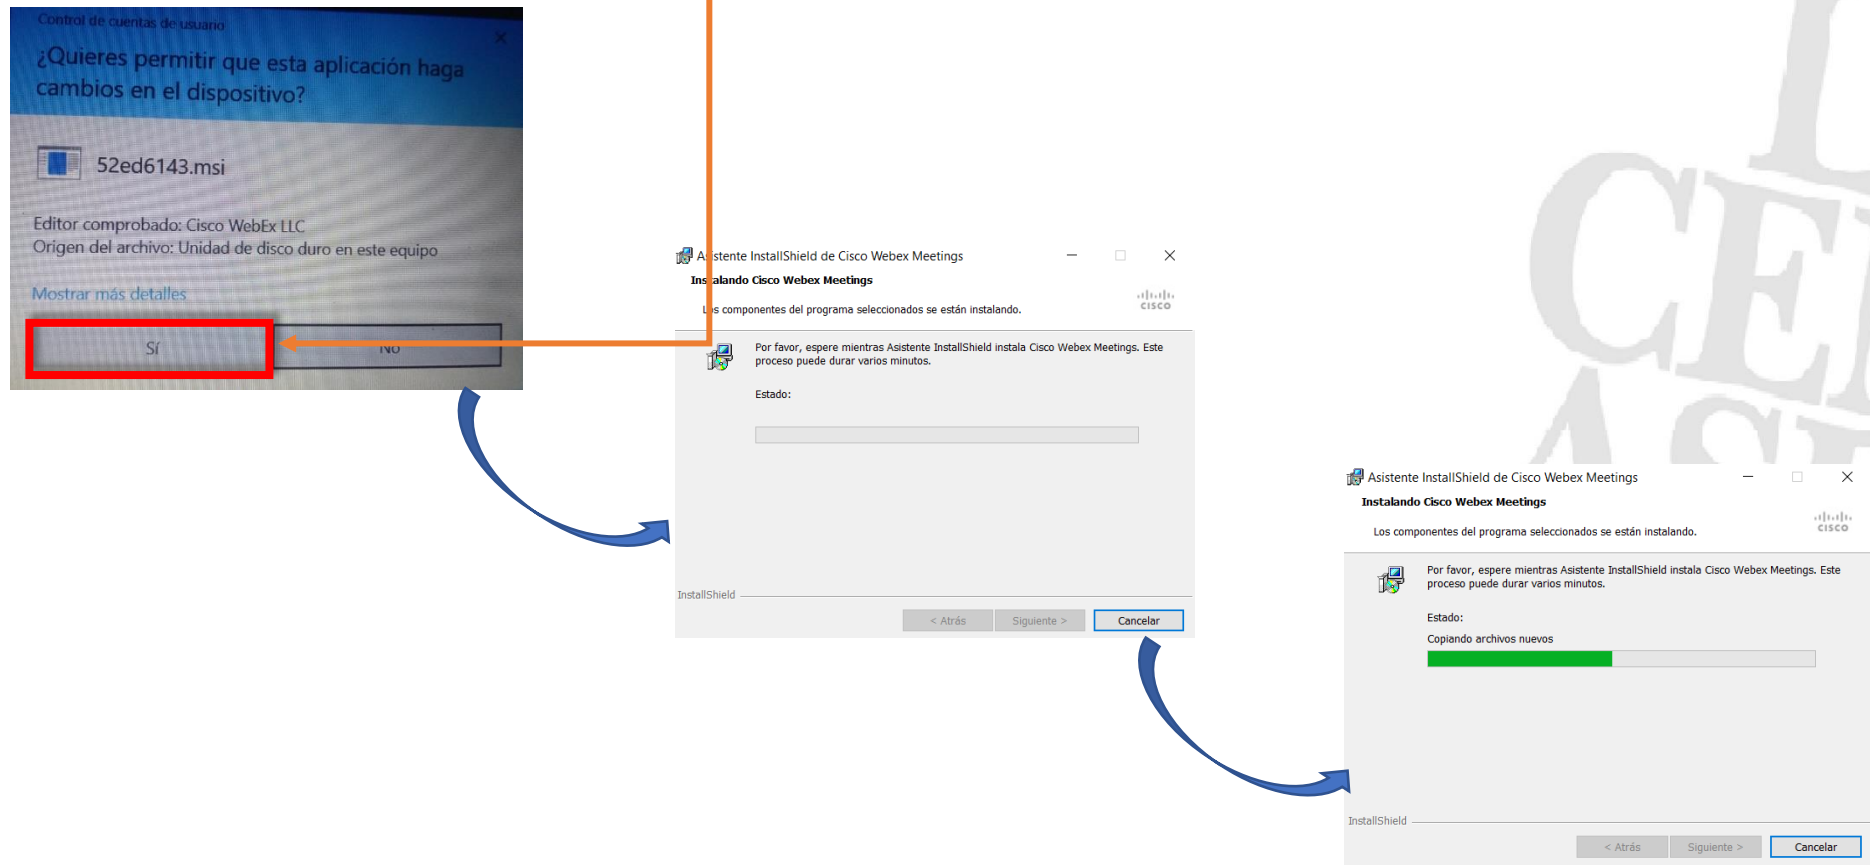 Control de cuentas de usuario
¿Quieres permitir que esta aplicación haga
cambios en el dispositivo?
52ed6143.msi
Editor comprobado: Cisco WebEx LLC
Origen del archivo: Unidad de disco duro en este equipo
Mostrar más detalles
Sí
No
Asistente InstallShield de Cisco Webex Meetings
Instalando Cisco Webex Meetings
Los componentes del programa seleccionados se están instalando.
CISCO
Por favor, espere mientras Asistente InstallShield instala Cisco Webex Meetings. Este
proceso puede durar varios minutos.
Estado:
InstallShield
< Atrás
Siguiente >
Cancelar
Asistente InstallShield de Cisco Webex Meetings
Instalando Cisco Webex Meetings
Los componentes del programa seleccionados se están instalando.
CISCO
Por favor, espere mientras Asistente InstallShield instala Cisco Webex Meetings. Este
proceso puede durar varios minutos.
Estado:
Copiando archivos nuevos
InstallShield
< Atrás
Siguiente >
Cancelar